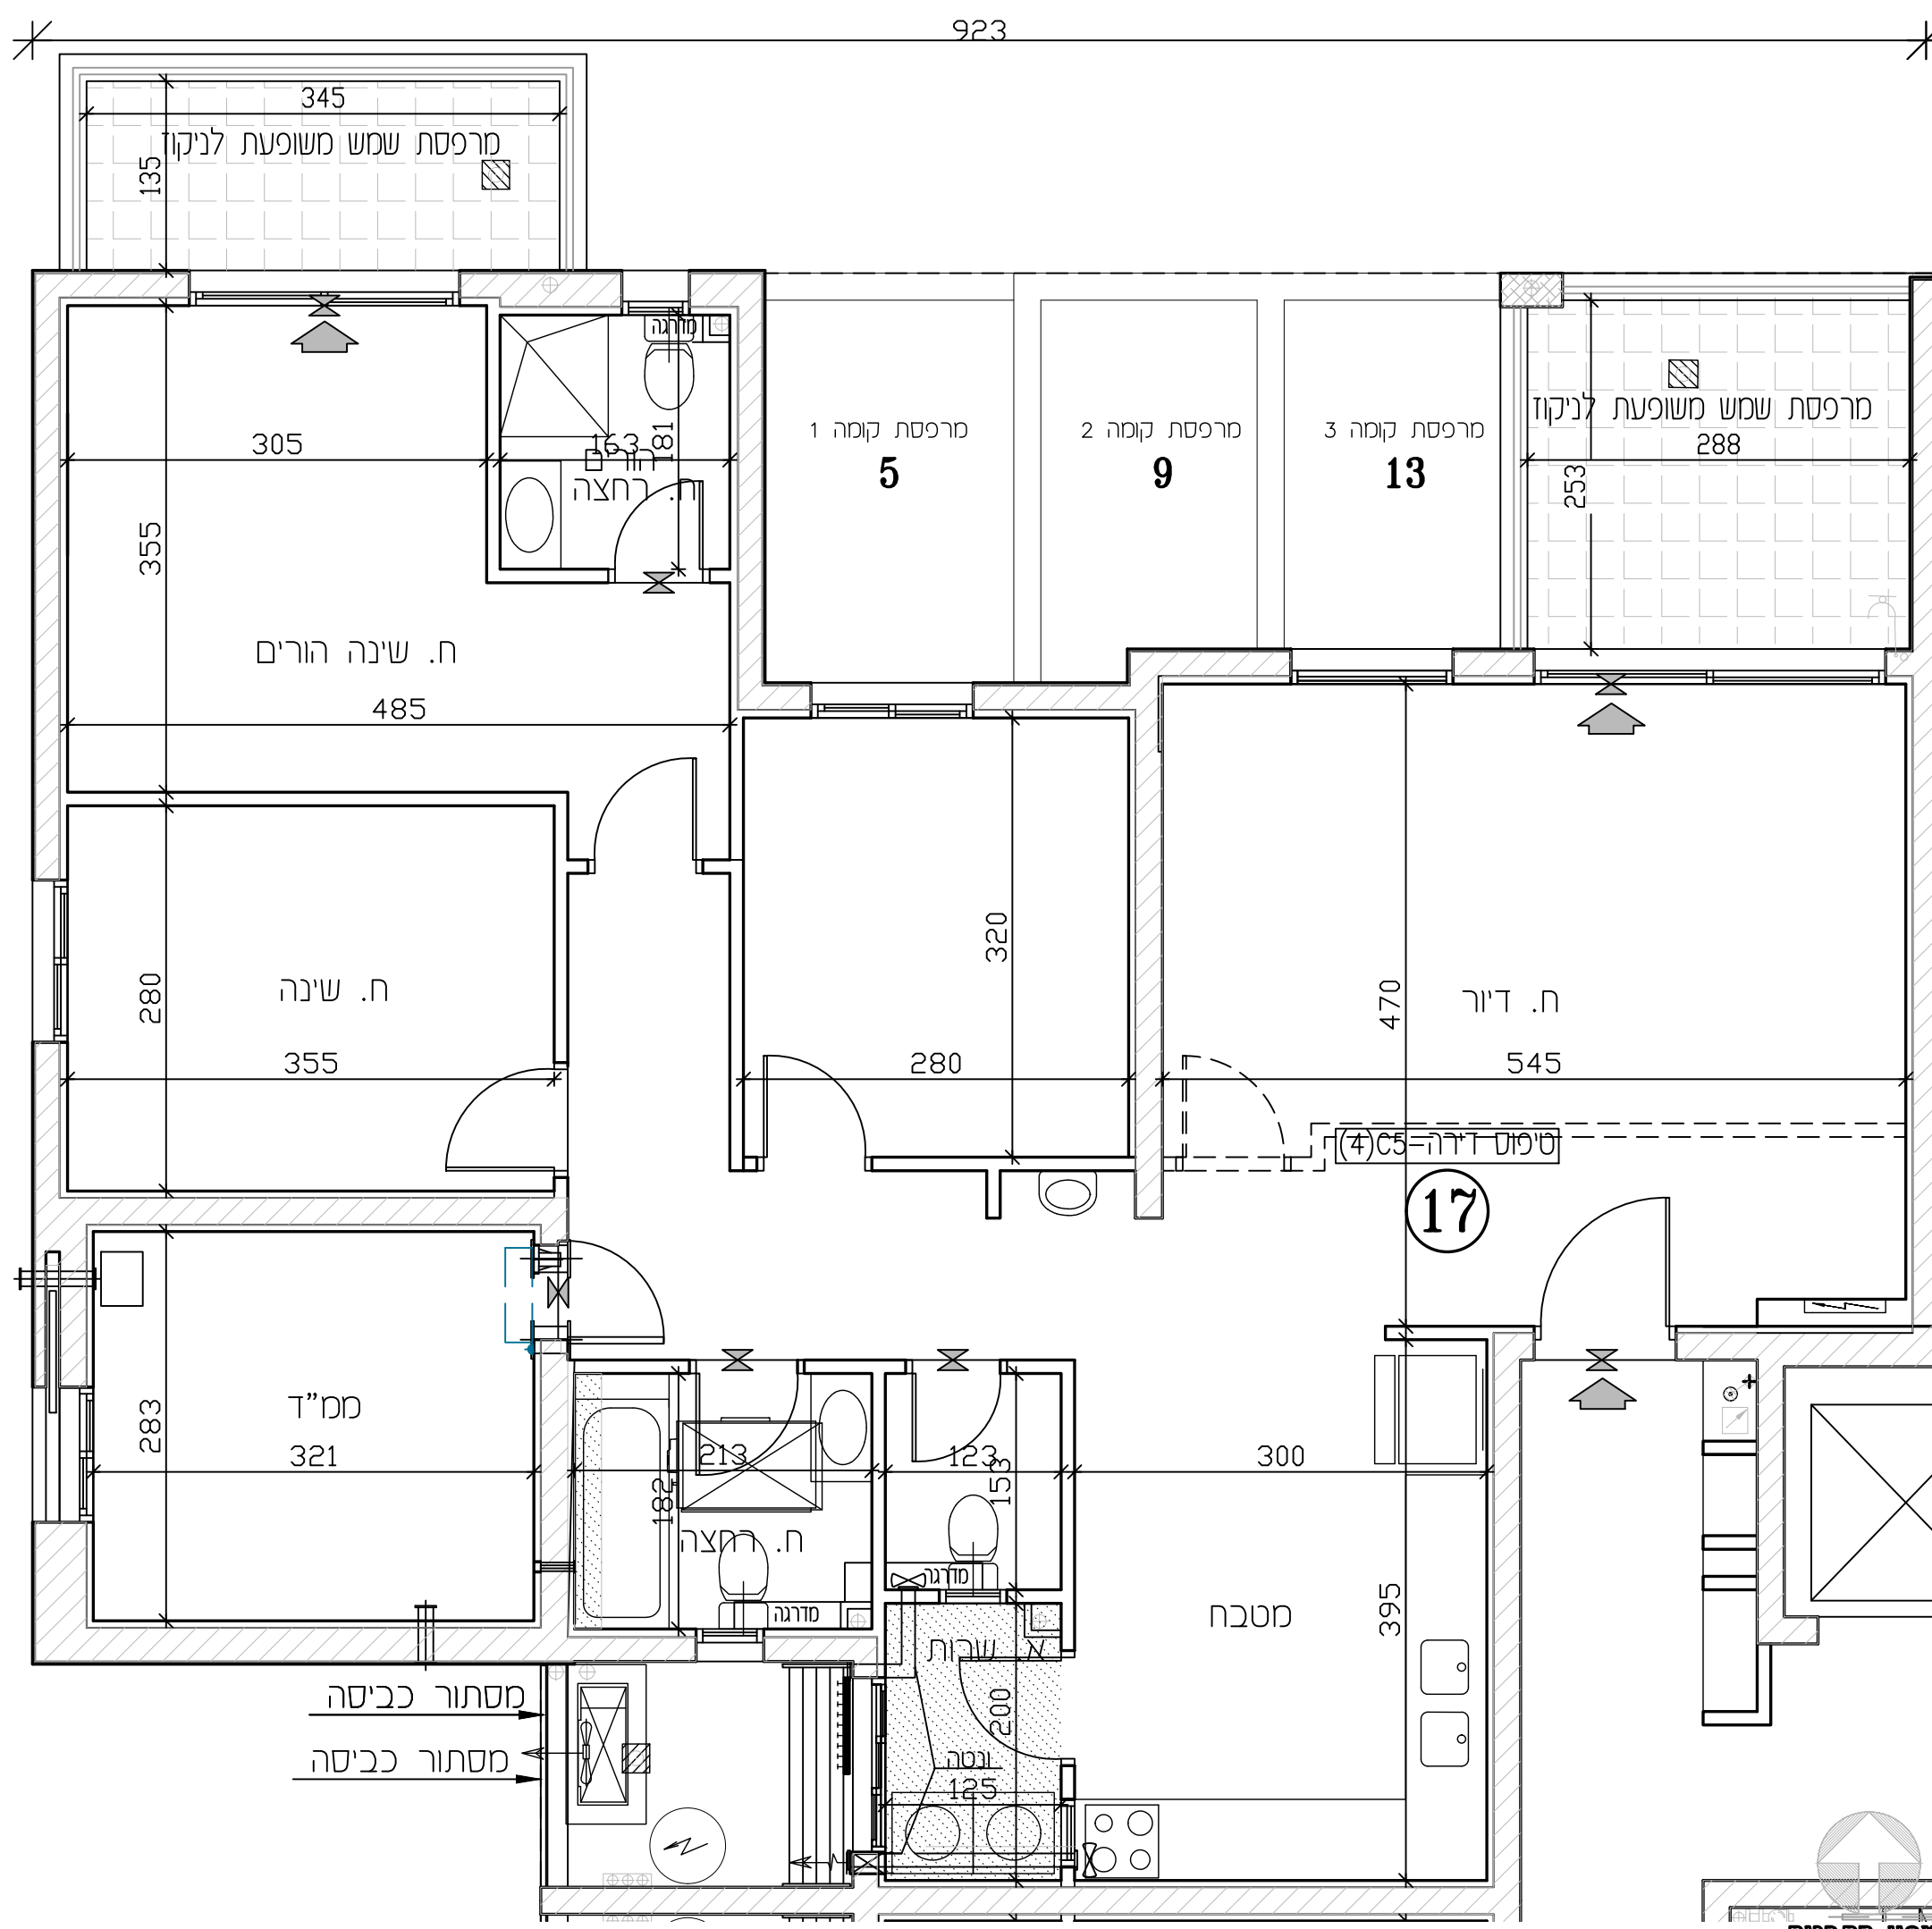 923
345
מרפסת שמש משופעת לניקוז
135
מדרגה
305
163
181
הורים
ח. רחצה
מרפסת קומה 1
5
מרפסת קומה 2
9
מרפסת קומה 3
13
מרפסת שמש משופעת לניקוז
288
253
355
ח. שינה הורים
485
320
280
ח. שינה
355
280
470
ח. דיור
545
טיפוס דירה-C5(4)
17
ממ"ד
283
321
213
182
ח. רחצה
מדרגה
123
153
מדרגה
300
395
מטבח
א. שרות
200
ונטה
125
מסתור כביסה
מסתור כביסה